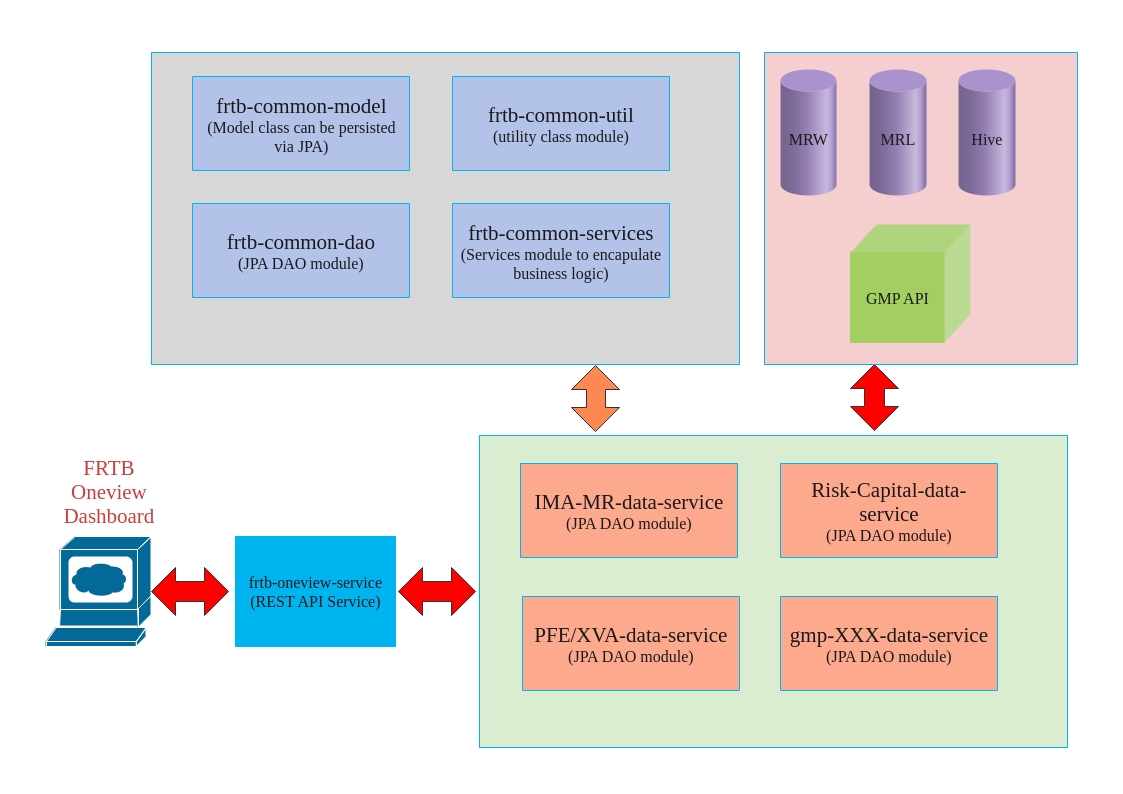 frtb-common-model
(Model class can be persisted
via JPA)
frtb-common-util
(utility class module)
frtb-common-dao
(JPA DAO module)
frtb-common-services
(Services module to encapulate
business logic)
MRW
MRL
Hive
GMP API
FRTB
Oneview
Dashboard
frtb-oneview-service
(REST API Service)
IMA-MR-data-service
(JPA DAO module)
Risk-Capital-data-
service
(JPA DAO module)
PFE/XVA-data-service
(JPA DAO module)
gmp-XXX-data-service
(JPA DAO module)